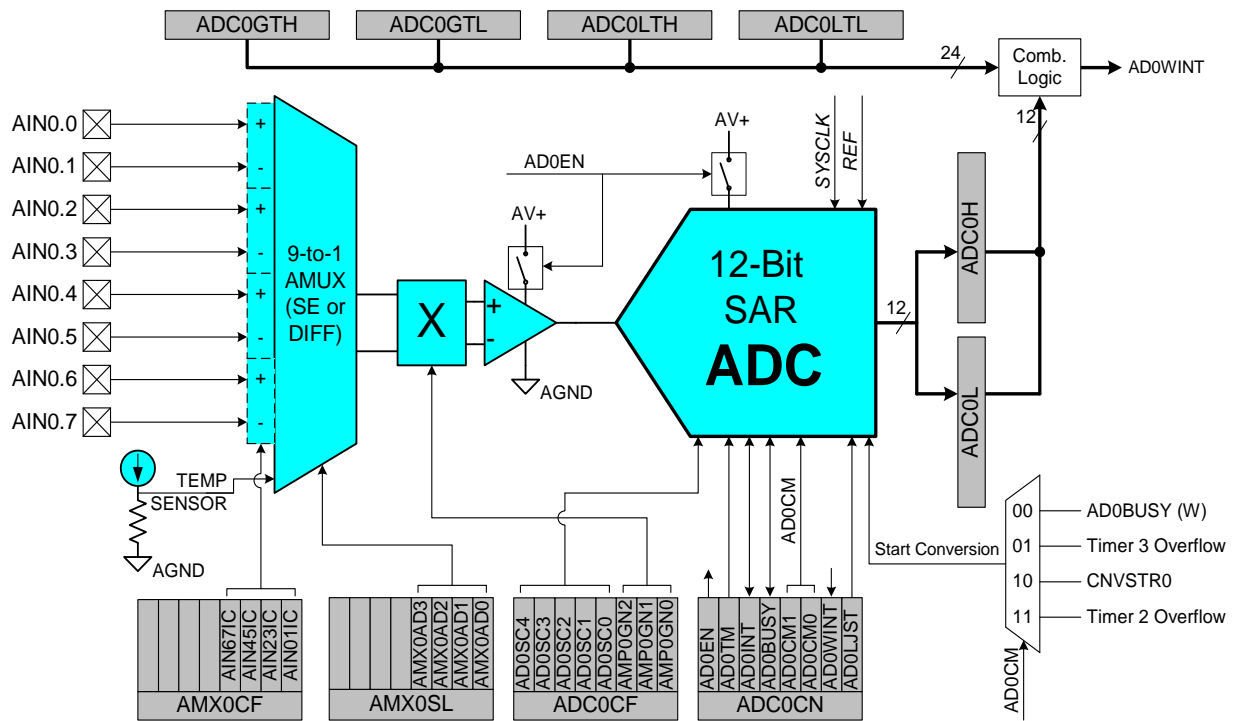 ADC0GTH
ADC0GTL
ADC0LTH
ADC0LTL
24
Comb.
Logic
AD0WINT
12
AIN0.0
AIN0.1
AIN0.2
AIN0.3
AIN0.4
AIN0.5
AIN0.6
AIN0.7
+
-
+
-
+
-
+
-
9-to-1
AMUX
(SE or
DIFF)
X
+
-
AV+
AGND
AD0EN
AV+
SYSCLK
REF
12-Bit
SAR
ADC
12
ADC0H
ADC0L
TEMP
SENSOR
AGND
Start Conversion
00
01
10
11
AD0BUSY (W)
Timer 3 Overflow
CNVSTR0
Timer 2 Overflow
AD0CM
AD0CM
AIN67IC
AIN45IC
AIN23IC
AIN01IC
AMX0CF
AMX0AD3
AMX0AD2
AMX0AD1
AMX0AD0
AMX0SL
AD0SC4
AD0SC3
AD0SC2
AD0SC1
AD0SC0
AMP0GN2
AMP0GN1
AMP0GN0
ADC0CF
AD0EN
AD0TM
AD0INT
AD0BUSY
AD0CM1
AD0CM0
AD0WINT
AD0LJST
ADC0CN